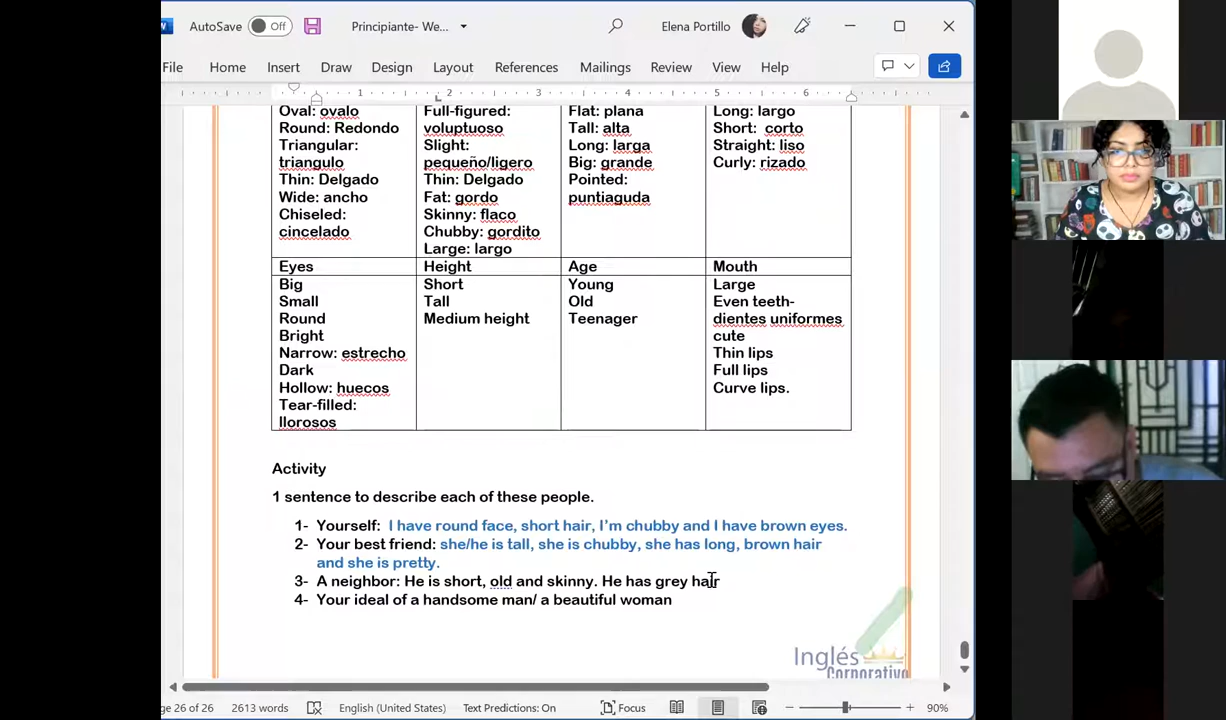 AutoSave Off Principiante- We... Elena Portillo
File Home Insert Draw Design Layout References Mailings Review View Help
1 2 3 4 5 6
Oval: ovalo
Round: Redondo
Triangular:
triangulo
Thin: Delgado
Wide: ancho
Chiseled:
cincelado
Full-figured:
voluptuoso
Slight:
pequeño/ligero
Thin: Delgado
Fat: gordo
Skinny: flaco
Chubby: gordito
Large: largo
Flat: plana
Tall: alta
Long: larga
Big: grande
Pointed:
puntiaguda
Long: largo
Short: corto
Straight: liso
Curly: rizado
Eyes Height Age Mouth
Big
Small
Round
Bright
Narrow: estrecho
Dark
Hollow: huecos
Tear-filled:
llorosos
Short
Tall
Medium height
Young
Old
Teenager
Large
Even teeth-
dientes uniformes
cute
Thin lips
Full lips
Curve lips.
Activity
1 sentence to describe each of these people.
1- Yourself: I have round face, short hair, I'm chubby and I have brown eyes.
2- Your best friend: she/he is tall, she is chubby, she has long, brown hair
and she is pretty.
3- A neighbor: He is short, old and skinny. He has grey hair
4- Your ideal of a handsome man/ a beautiful woman
Inglés
Corporativo
ge 26 of 26 2613 words English (United States) Text Predictions: On Focus 90%